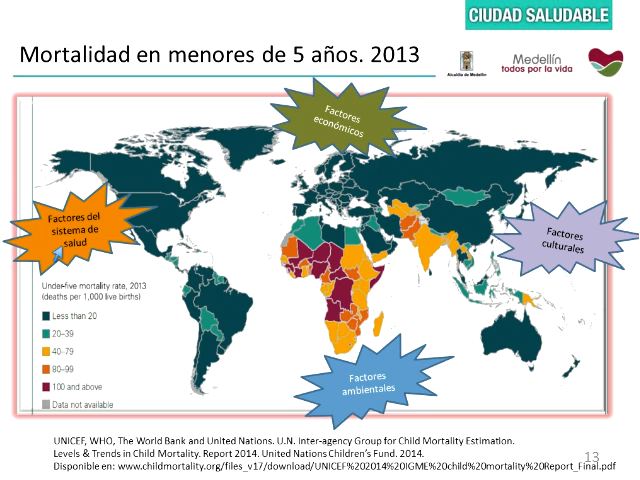 CIUDAD SALUDABLE
Mortalidad en menores de 5 años. 2013
Alcaldía de Medellín
Medellín
todos por la vida
Factores
económicos
Factores del
sistema de
salud
Factores
culturales
Under-five mortality rate, 2013
(deaths per 1,000 live births)
Less than 20
20–39
40–79
80–99
100 and above
Data not available
Factores
ambientales
UNICEF, WHO, The World Bank and United Nations. U.N. Inter-agency Group for Child Mortality Estimation.
Levels & Trends in Child Mortality. Report 2014. United Nations Children's Fund. 2014.
13
Disponible en: www.childmortality.org/files_v17/download/UNICEF%202014%20IGME%20child%20mortality%20Report_Final.pdf